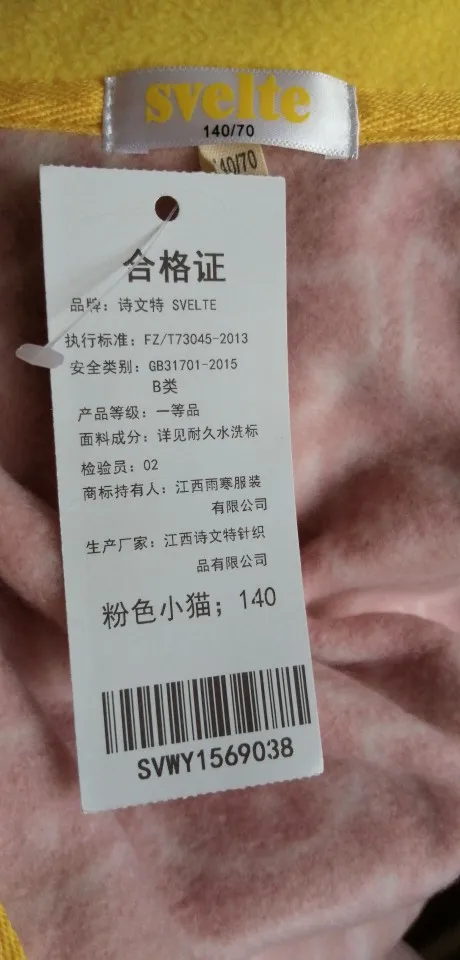 svelte
140/70
140/70
合格证
品牌：诗文特 SVELTE
执行标准：FZ/T73045-2013
安全类别：GB31701-2015
B类
产品等级：一等品
面料成分：详见耐久水洗标
检验员：02
商标持有人：江西雨寒服装
有限公司
生产厂家：江西诗文特针织
品有限公司
粉色小猫；140
SVWY1569038